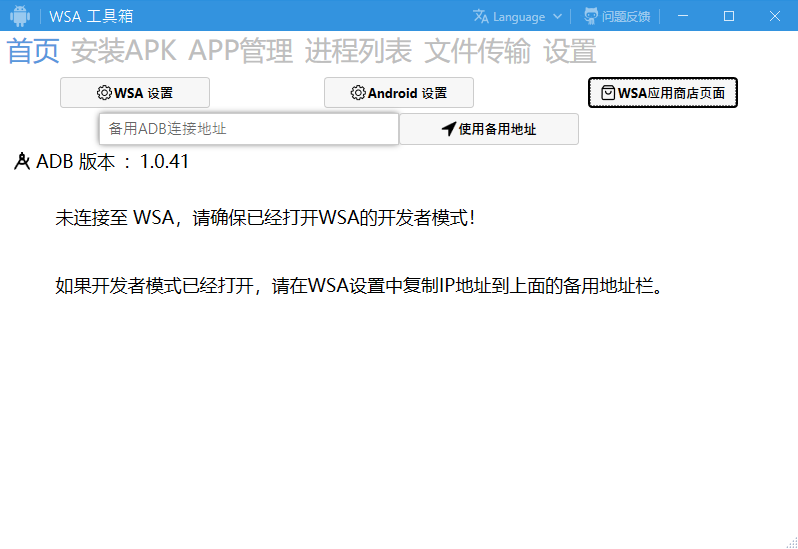 WSA 工具箱 Language 问题反馈
首页 安装APK APP管理 进程列表 文件传输 设置
WSA 设置 Android 设置 WSA应用商店页面
备用ADB连接地址 使用备用地址
ADB 版本 ： 1.0.41
未连接至 WSA，请确保已经打开WSA的开发者模式！
如果开发者模式已经打开，请在WSA设置中复制IP地址到上面的备用地址栏。